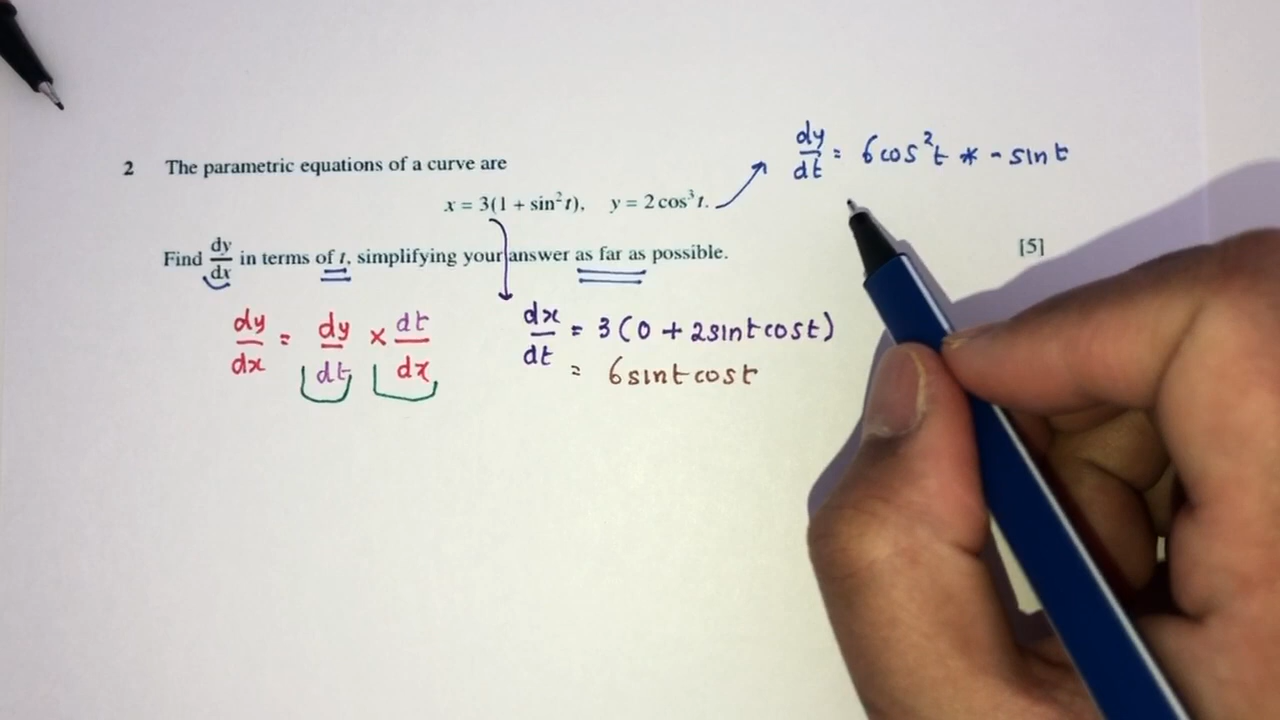 2 The parametric equations of a curve are
x = 3(1 + sin²t), y = 2 cos³t.
dy/dt = 6cos²t * - sint
Find dy/dx in terms of t, simplifying your answer as far as possible.
[5]
dy/dx = dy/dt × dt/dx
dx/dt = 3(0 + 2sintcost)
= 6sintcost